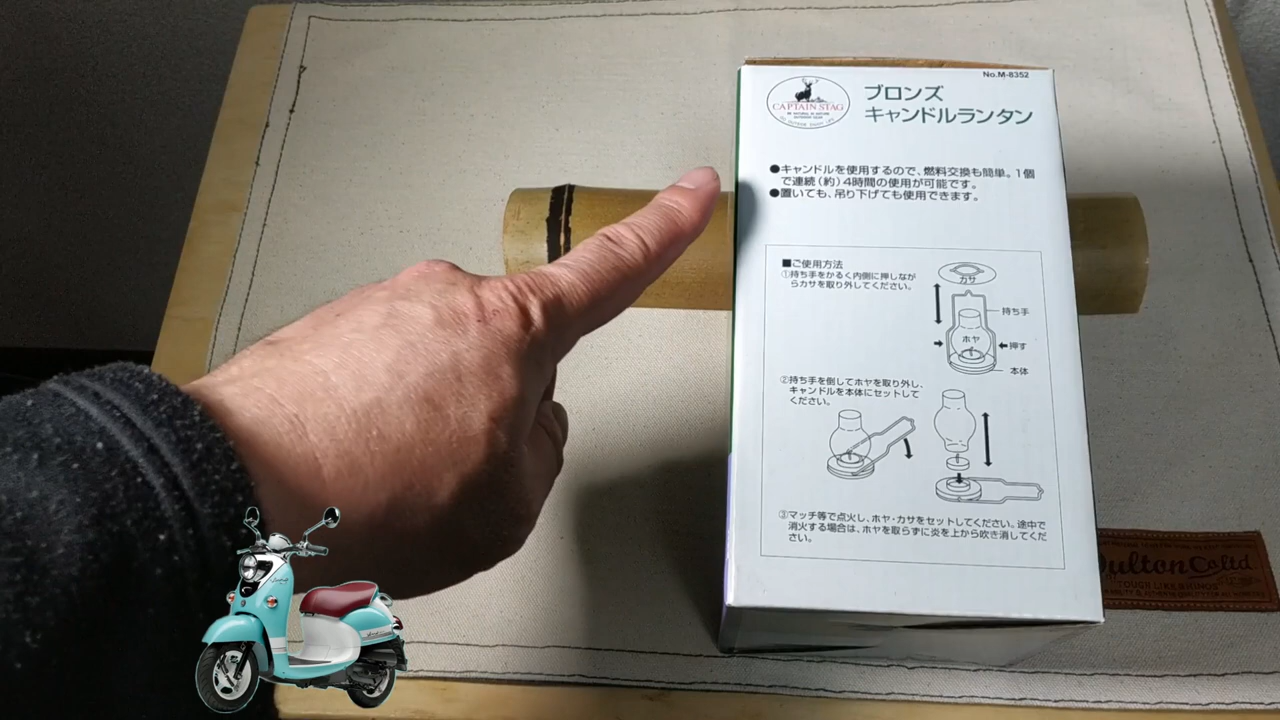 No.M-8352
CAPTAIN STAG
ブロンズ
キャンドルランタン
●キャンドルを使用するので、燃料交換も簡単。1個
で連続(約)4時間の使用が可能です。
●置いても、吊り下げても使用できます。
■ご使用方法
①持ち手をかるく内側に押しなが
らカサを取り外してください。
カサ
持ち手
ホヤ
押す
本体
②持ち手を倒してホヤを取り外し、
キャンドルを本体にセットして
ください。
③マッチ等で点火し、ホヤ・カサをセットしてください。途中で
消火する場合は、ホヤを取らずに炎を上から吹き消してくだ
さい。
ulton Co ltd